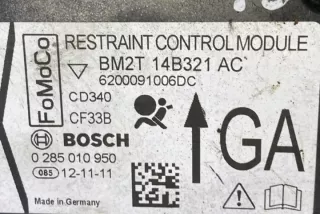 FoMoCo
RESTRAINT CONTROL MODULE
BM2T 14B321 AC
6200091006DC
CD340
CF33B
GA
BOSCH
0 285 010 950
085 12-11-11
Made in Germany